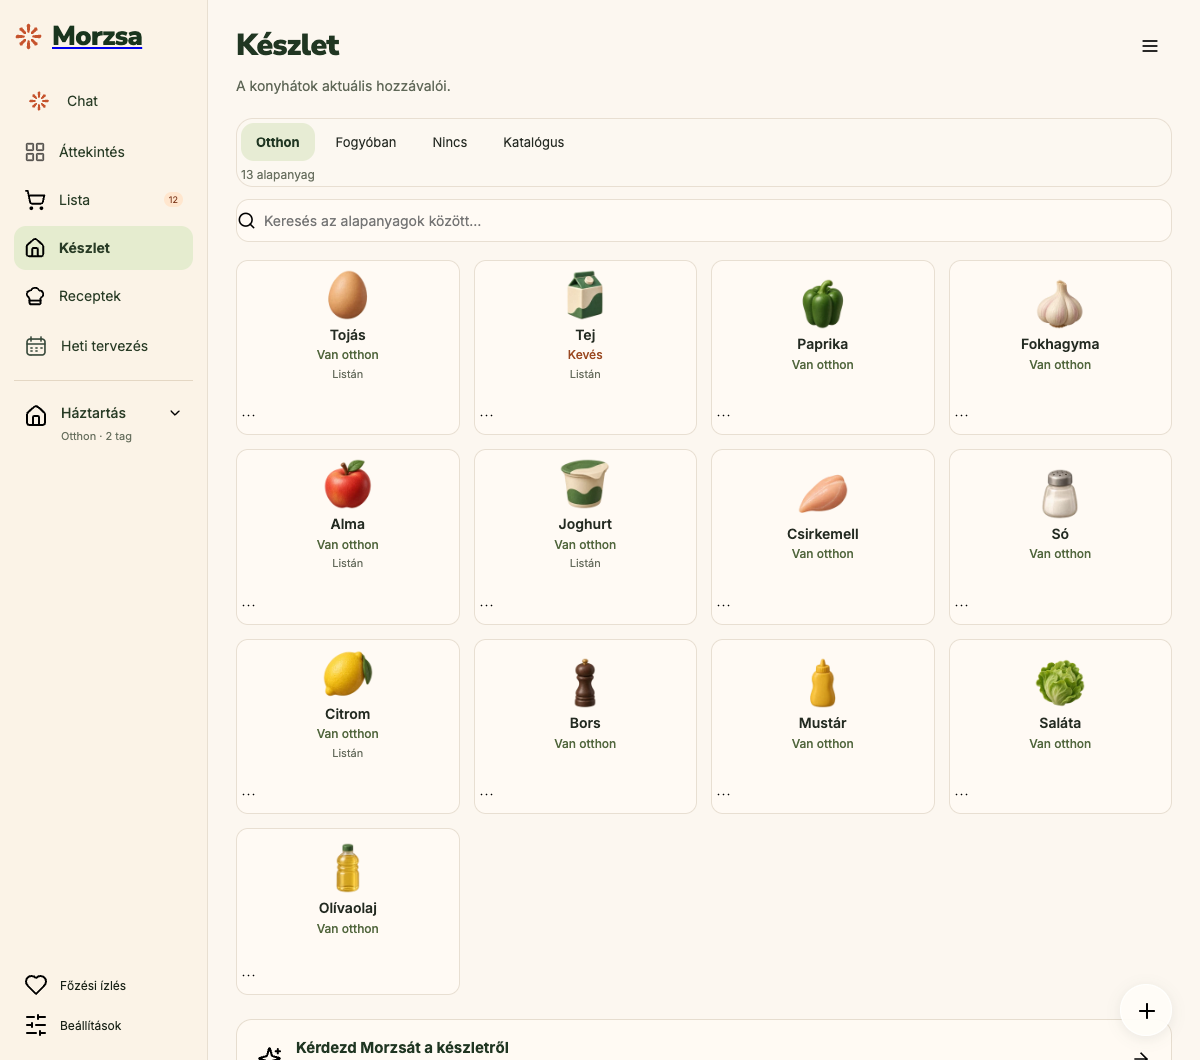 Morzsa
Chat
Áttekintés
Lista 12
Készlet
Receptek
Heti tervezés
Háztartás
Otthon · 2 tag
Főzési ízlés
Beállítások
Készlet
A konyhátok aktuális hozzávalói.
Otthon Fogyóban Nincs Katalógus
13 alapanyag
Keresés az alapanyagok között...
Tojás
Van otthon
Listán
...
Tej
Kevés
Listán
...
Paprika
Van otthon
...
Fokhagyma
Van otthon
...
Alma
Van otthon
Listán
...
Joghurt
Van otthon
Listán
...
Csirkemell
Van otthon
...
Só
Van otthon
...
Citrom
Van otthon
Listán
...
Bors
Van otthon
...
Mustár
Van otthon
...
Saláta
Van otthon
...
Olívaolaj
Van otthon
...
Kérdezd Morzsát a készletről